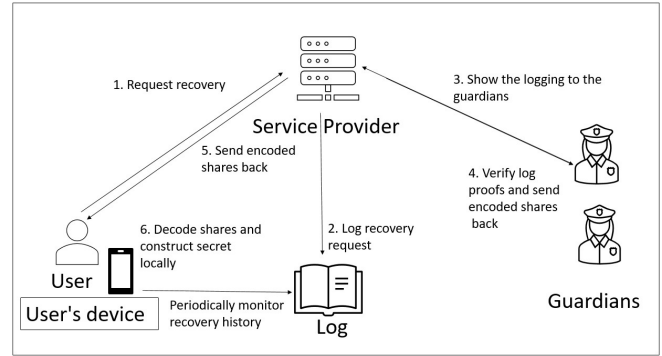 1. Request recovery
3. Show the logging to the
guardians
Service Provider
5. Send encoded
shares back
4. Verify log
proofs and send
encoded shares
back
6. Decode shares and
construct secret
locally
2. Log recovery
request
User
User's device
Periodically monitor
recovery history
Log
Guardians